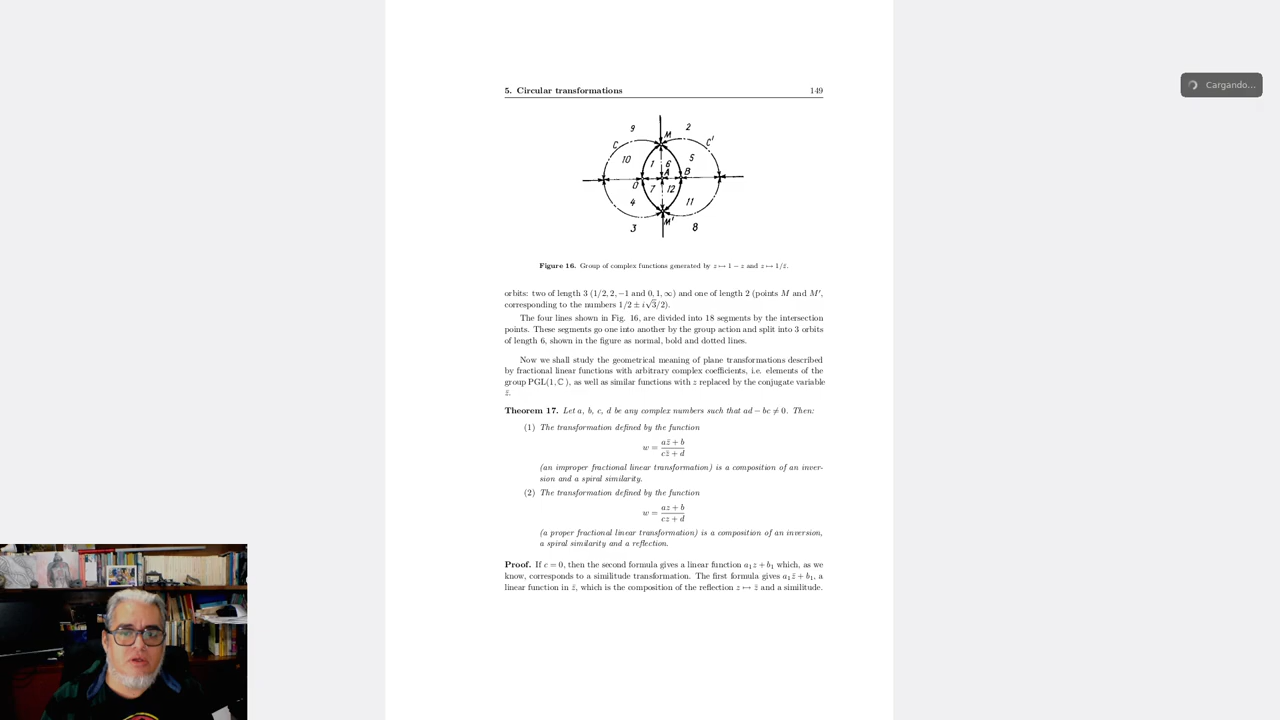 Cargando...
5. Circular transformations 149
9 2
M
C C'
10 1 6 5
A B
O 7 12
4 11
M'
3 8
Figure 16. Group of complex functions generated by z ↦ 1 − z and z ↦ 1/z̄.
orbits: two of length 3 (1/2, 2, −1 and 0, 1, ∞) and one of length 2 (points M and M′,
corresponding to the numbers 1/2 ± i√3/2).
The four lines shown in Fig. 16, are divided into 18 segments by the intersection
points. These segments go one into another by the group action and split into 3 orbits
of length 6, shown in the figure as normal, bold and dotted lines.
Now we shall study the geometrical meaning of plane transformations described
by fractional linear functions with arbitrary complex coefficients, i.e. elements of the
group PGL(1, ℂ), as well as similar functions with z replaced by the conjugate variable
z̄.
Theorem 17. Let a, b, c, d be any complex numbers such that ad − bc ≠ 0. Then:
(1) The transformation defined by the function
w = (az̄ + b)/(cz̄ + d)
(an improper fractional linear transformation) is a composition of an inver-
sion and a spiral similarity.
(2) The transformation defined by the function
w = (az + b)/(cz + d)
(a proper fractional linear transformation) is a composition of an inversion,
a spiral similarity and a reflection.
Proof. If c = 0, then the second formula gives a linear function a₁z + b₁ which, as we
know, corresponds to a similitude transformation. The first formula gives a₁z̄ + b₁, a
linear function in z̄, which is the composition of the reflection z ↦ z̄ and a similitude.